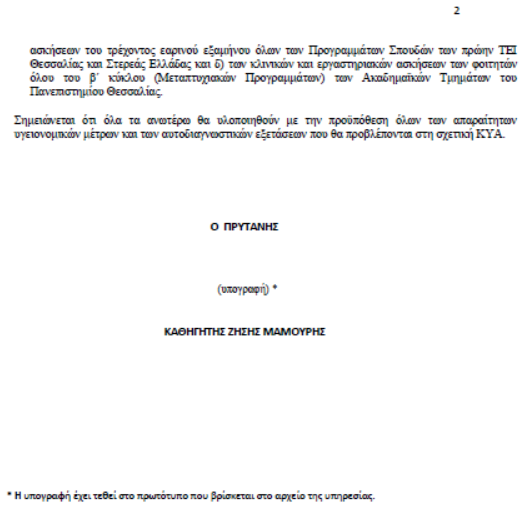 2
ασκήσεων του τρέχοντος εαρινού εξαμήνου όλων των Προγραμμάτων Σπουδών των πρώην ΤΕΙ
Θεσσαλίας και Στερεάς Ελλάδας και δ) των κλινικών και εργαστηριακών ασκήσεων των φοιτητών
όλου του β΄ κύκλου (Μεταπτυχιακών Προγραμμάτων) των Ακαδημαϊκών Τμημάτων του
Πανεπιστημίου Θεσσαλίας.
Σημειώνεται ότι όλα τα ανωτέρω θα υλοποιηθούν με την προϋπόθεση όλων των απαραίτητων
υγειονομικών μέτρων και των αυτοδιαγνωστικών εξετάσεων που θα προβλέπονται στη σχετική ΚΥΑ.
Ο ΠΡΥΤΑΝΗΣ
(υπογραφή) *
ΚΑΘΗΓΗΤΗΣ ΖΗΣΗΣ ΜΑΜΟΥΡΗΣ
* Η υπογραφή έχει τεθεί στο πρωτότυπο που βρίσκεται στο αρχείο της υπηρεσίας.